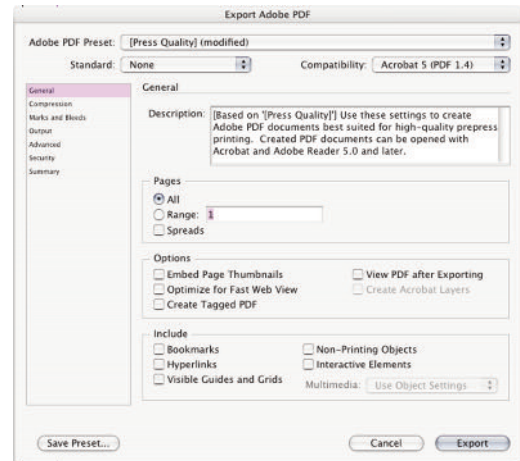 Export Adobe PDF
Adobe PDF Preset: [Press Quality] (modified)
Standard: None Compatibility: Acrobat 5 (PDF 1.4)
General
Compression
Marks and Bleeds
Output
Advanced
Security
Summary
General
Description: [Based on '[Press Quality]'] Use these settings to create
Adobe PDF documents best suited for high-quality prepress
printing. Created PDF documents can be opened with
Acrobat and Adobe Reader 5.0 and later.
Pages
All
Range: 1
Spreads
Options
Embed Page Thumbnails View PDF after Exporting
Optimize for Fast Web View Create Acrobat Layers
Create Tagged PDF
Include
Bookmarks Non-Printing Objects
Hyperlinks Interactive Elements
Visible Guides and Grids Multimedia: Use Object Settings
Save Preset... Cancel Export